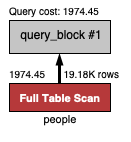 Query cost: 1974.45
query_block #1
1974.45 19.18K rows
Full Table Scan
people